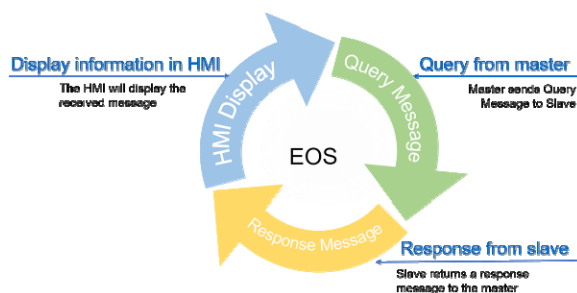 Display information in HMI
The HMI will display the
received message
HMI Display
Query Message
Query from master
Master sends Query
Message to Slave
EOS
Response Message
Response from slave
Slave returns a response
message to the master